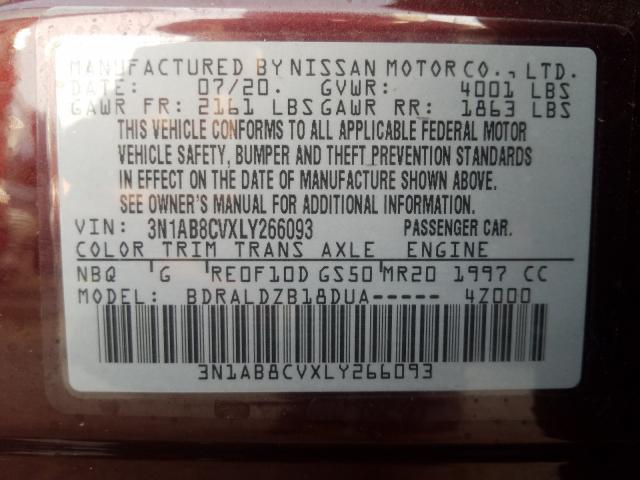 MANUFACTURED BY NISSAN MOTOR CO., LTD.
DATE: 07/20. GVWR: 4001 LBS
GAWR FR: 2161 LBS GAWR RR: 1863 LBS
THIS VEHICLE CONFORMS TO ALL APPLICABLE FEDERAL MOTOR
VEHICLE SAFETY, BUMPER AND THEFT PREVENTION STANDARDS
IN EFFECT ON THE DATE OF MANUFACTURE SHOWN ABOVE.
SEE OWNER'S MANUAL FOR ADDITIONAL INFORMATION.
VIN: 3N1AB8CVXLY266093 PASSENGER CAR.
COLOR TRIM TRANS AXLE ENGINE
NBQ 'G RE0F10D GS50 MR20 1997 CC
MODEL: BDRALDZB18DUA----- 4Z000
3N1AB8CVXLY266093